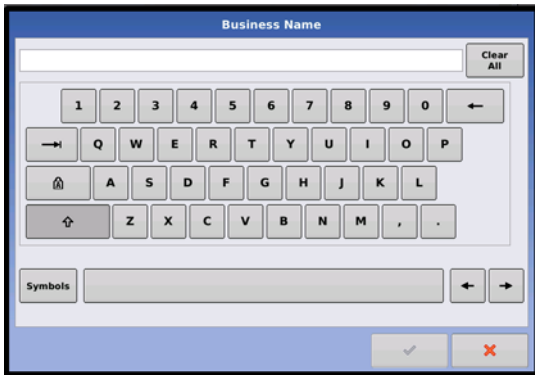 Business Name
Clear
All
1 2 3 4 5 6 7 8 9 0 ←
Q W E R T Y U I O P
A A S D F G H J K L
Z X C V B N M , .
Symbols ← →